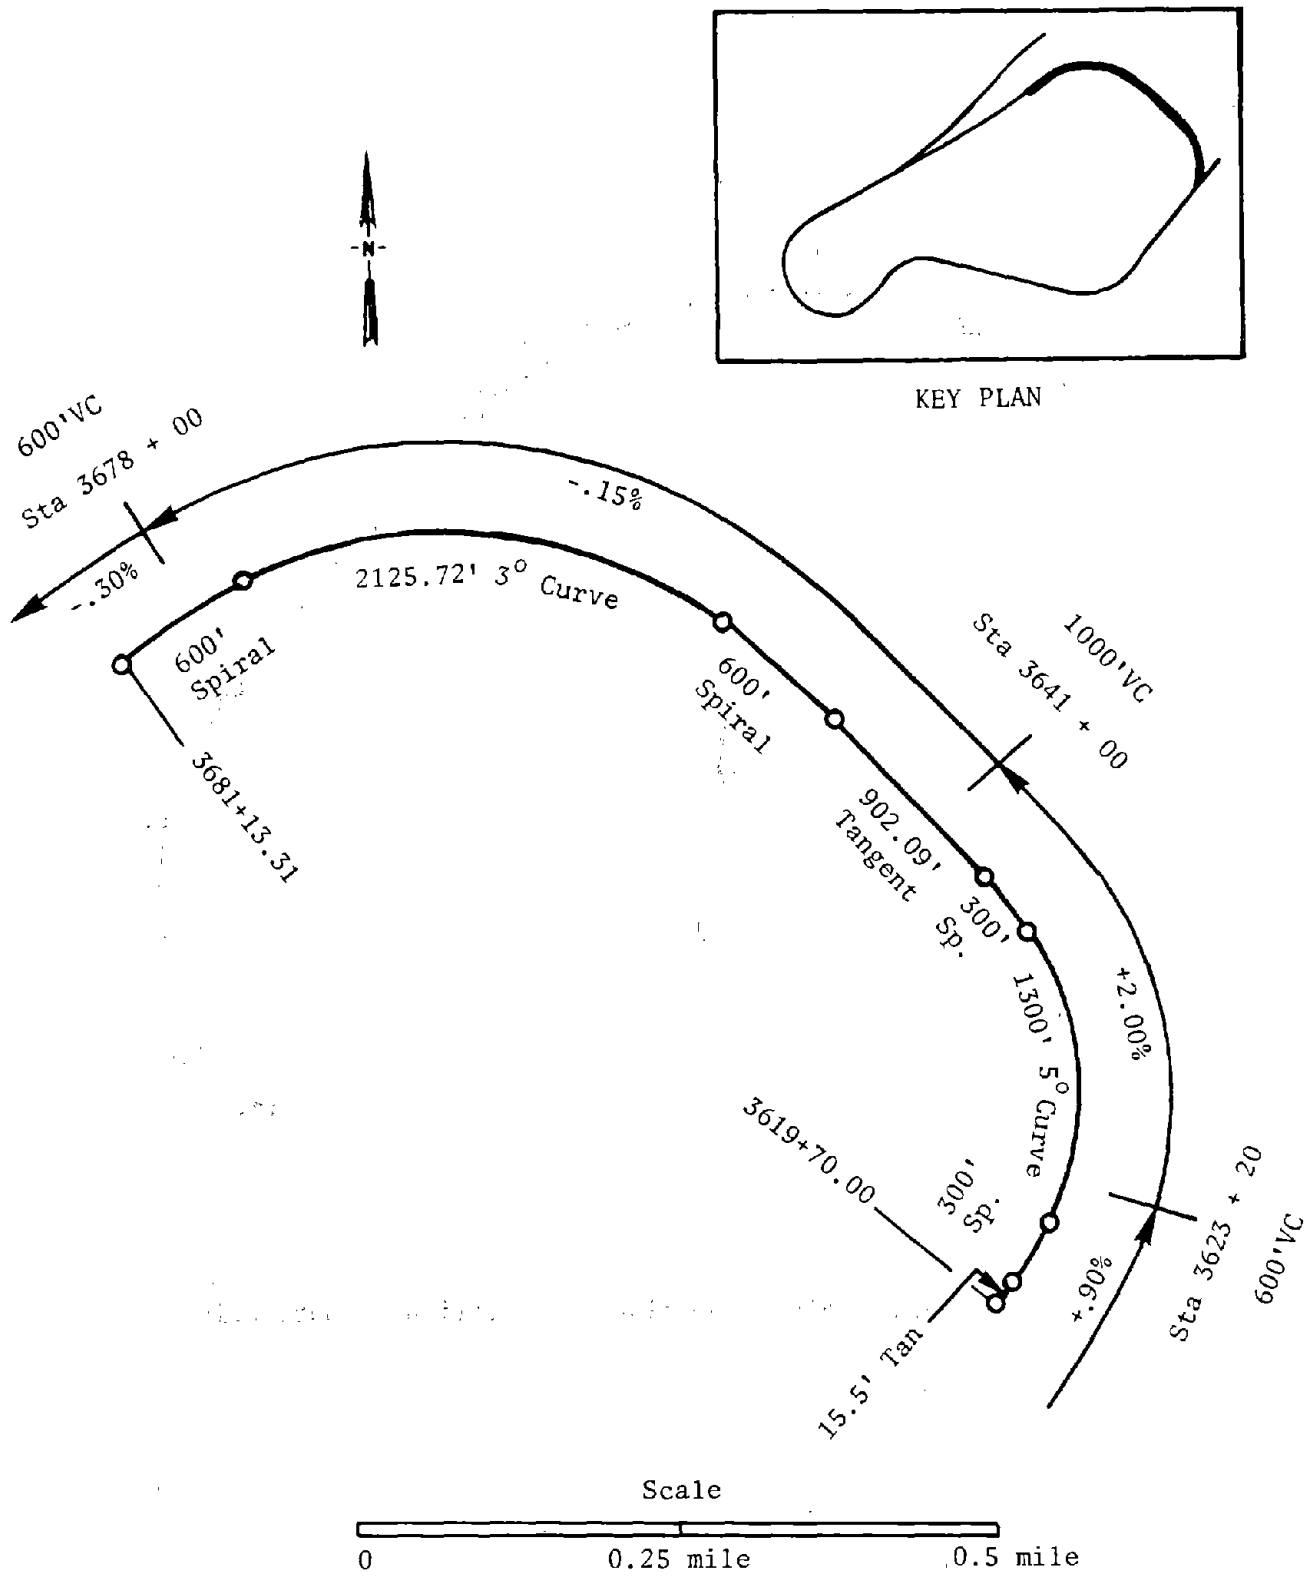 KEY PLAN
-N-
600'VC
Sta 3678 + 00
-.30%
-.15%
2125.72' 3° Curve
600'
Spiral
3681+13.31
600'
Spiral
1000'VC
Sta 3641 + 00
902.09'
Tangent
300'
Sp.
+2.00%
1300' 5° Curve
3619+70.00
300'
Sp.
+.90%
Sta 3623 + 20
600'VC
15.5' Tan
Scale
0
0.25 mile
0.5 mile